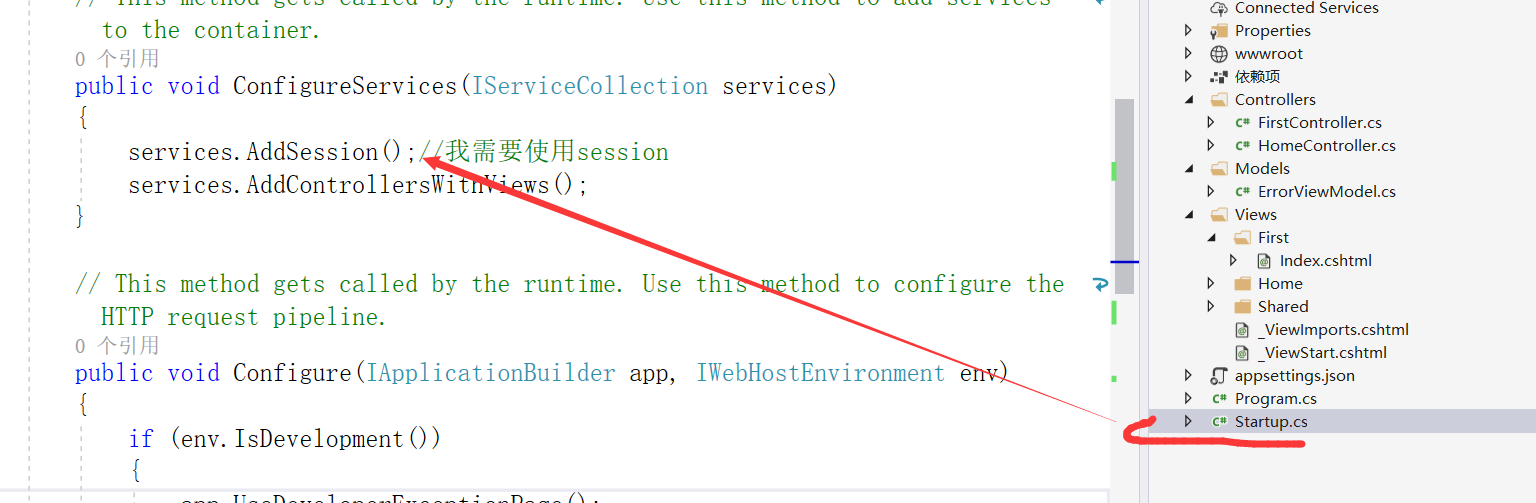 // This method gets called by the runtime. Use this method to add services
to the container.
0 个引用
public void ConfigureServices(IServiceCollection services)
{
services.AddSession();//我需要使用session
services.AddControllersWithViews();
}
// This method gets called by the runtime. Use this method to configure the
HTTP request pipeline.
0 个引用
public void Configure(IApplicationBuilder app, IWebHostEnvironment env)
{
if (env.IsDevelopment())
{
app.UseDeveloperExceptionPage();
Connected Services
Properties
wwwroot
依赖项
Controllers
C# FirstController.cs
C# HomeController.cs
Models
C# ErrorViewModel.cs
Views
First
Index.cshtml
Home
Shared
_ViewImports.cshtml
_ViewStart.cshtml
appsettings.json
C# Program.cs
C# Startup.cs